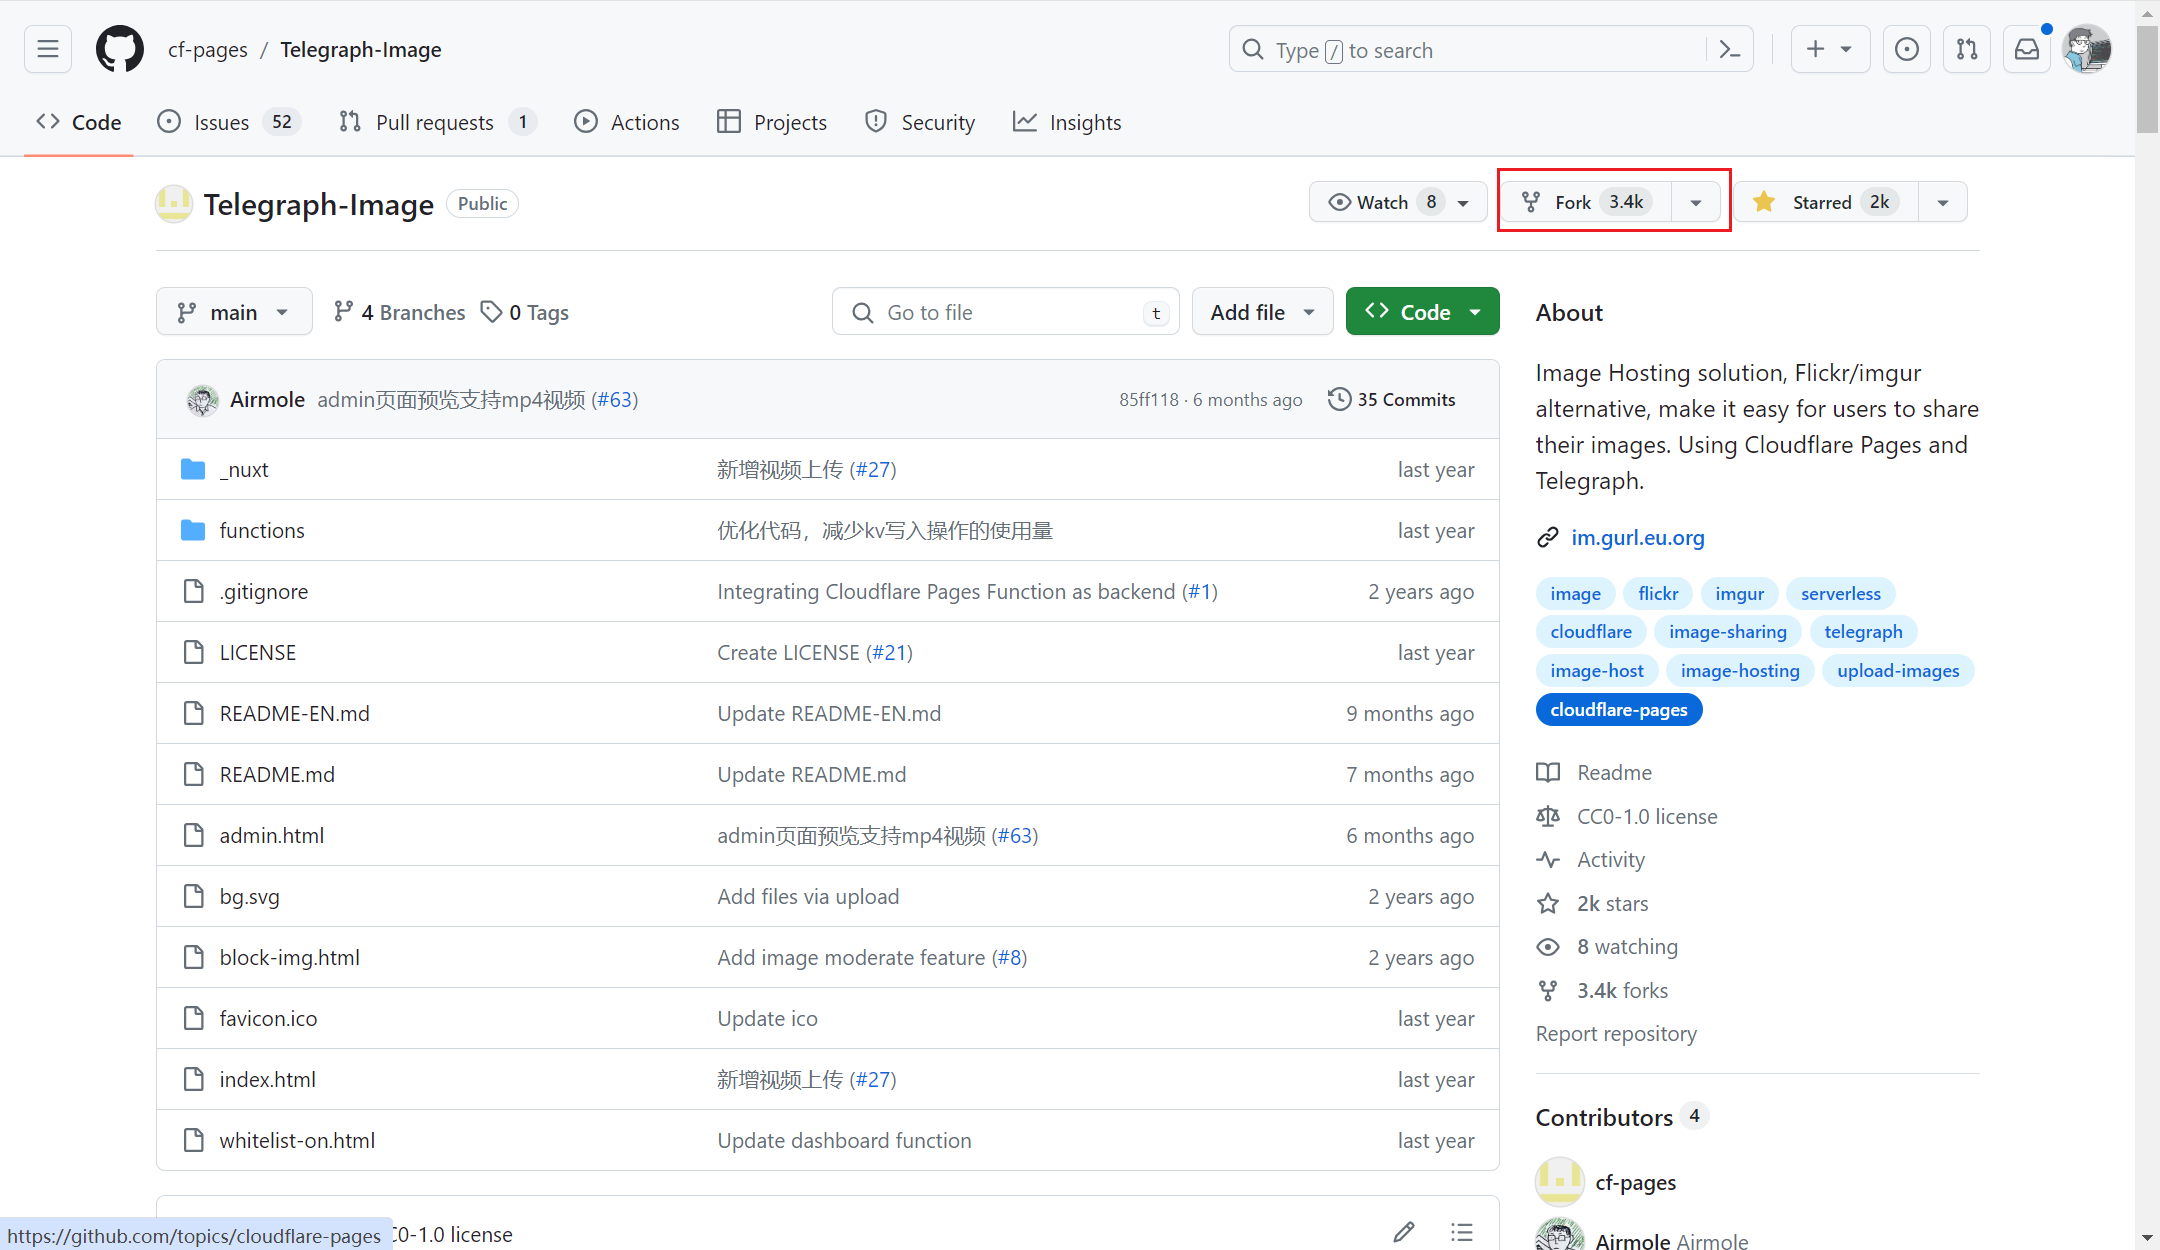 cf-pages / Telegraph-Image
Type / to search
Code
Issues 52
Pull requests 1
Actions
Projects
Security
Insights
Telegraph-Image Public
Watch 8
Fork 3.4k
Starred 2k
main
4 Branches
0 Tags
Go to file t
Add file
Code
Airmole admin页面预览支持mp4视频 (#63) 85ff118 · 6 months ago 35 Commits
_nuxt 新增视频上传 (#27) last year
functions 优化代码，减少kv写入操作的使用量 last year
.gitignore Integrating Cloudflare Pages Function as backend (#1) 2 years ago
LICENSE Create LICENSE (#21) last year
README-EN.md Update README-EN.md 9 months ago
README.md Update README.md 7 months ago
admin.html admin页面预览支持mp4视频 (#63) 6 months ago
bg.svg Add files via upload 2 years ago
block-img.html Add image moderate feature (#8) 2 years ago
favicon.ico Update ico last year
index.html 新增视频上传 (#27) last year
whitelist-on.html Update dashboard function last year
C0-1.0 license
https://github.com/topics/cloudflare-pages
About
Image Hosting solution, Flickr/imgur
alternative, make it easy for users to share
their images. Using Cloudflare Pages and
Telegraph.
im.gurl.eu.org
image flickr imgur serverless
cloudflare image-sharing telegraph
image-host image-hosting upload-images
cloudflare-pages
Readme
CC0-1.0 license
Activity
2k stars
8 watching
3.4k forks
Report repository
Contributors 4
cf-pages
Airmole Airmole